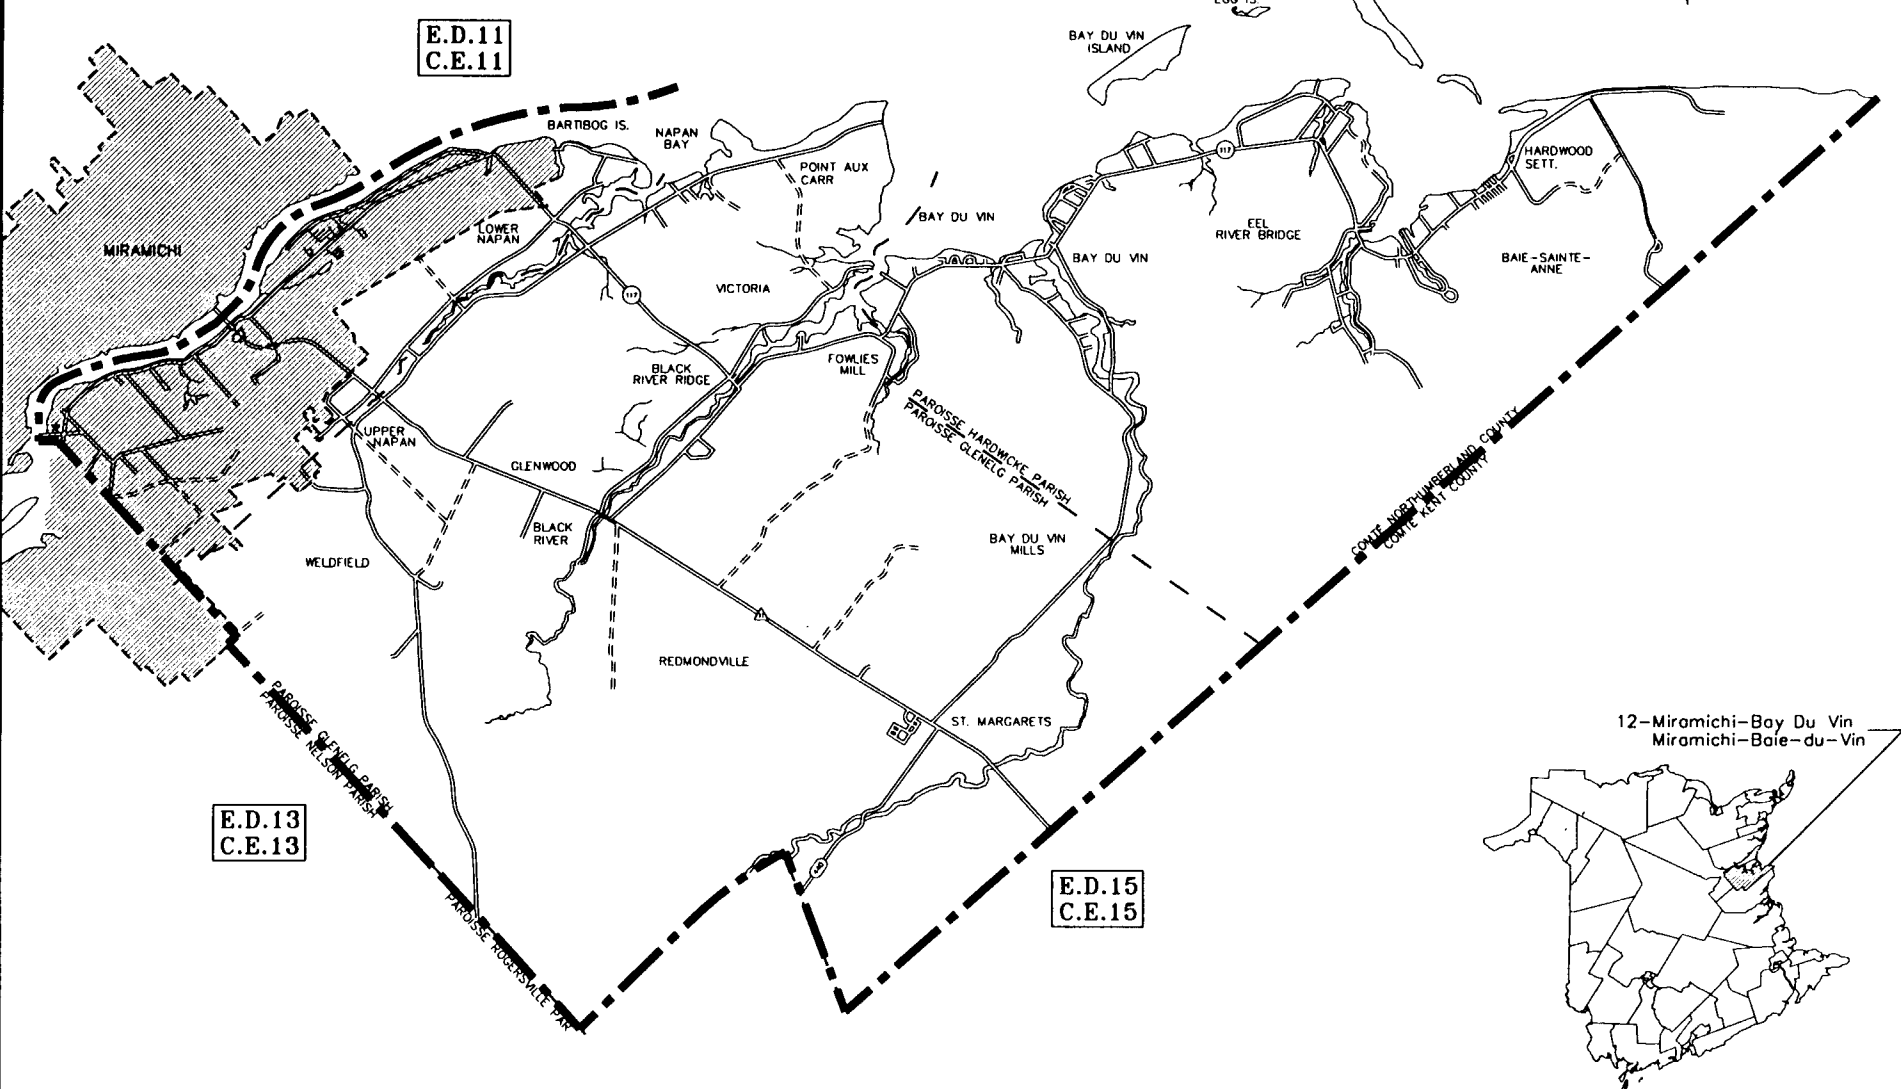 EGG IS.
E.D.11
C.E.11
BAY DU VIN
ISLAND
BARTIBOG IS.
NAPAN
BAY
POINT AUX
CARR
117
HARDWOOD
SETT.
MIRAMICHI
LOWER
NAPAN
BAY DU VIN
EEL
RIVER BRIDGE
BAY DU VIN
BAIE-SAINTE-
ANNE
VICTORIA
117
BLACK
RIVER RIDGE
FOWLIES
MILL
PAROISSE HARDWICKE PARISH
PAROISSE GLENELG PARISH
UPPER
NAPAN
GLENWOOD
COMTÉ NORTHUMBERLAND COUNTY
COMTÉ KENT COUNTY
BLACK
RIVER
BAY DU VIN
MILLS
WELDFIELD
11
REDMONDVILLE
PAROISSE GLENELG PARISH
PAROISSE NELSON PARISH
ST. MARGARETS
12-Miramichi-Bay Du Vin
Miramichi-Baie-du-Vin
E.D.13
C.E.13
E.D.15
C.E.15
PAROISSE ROGERSVILLE PAR